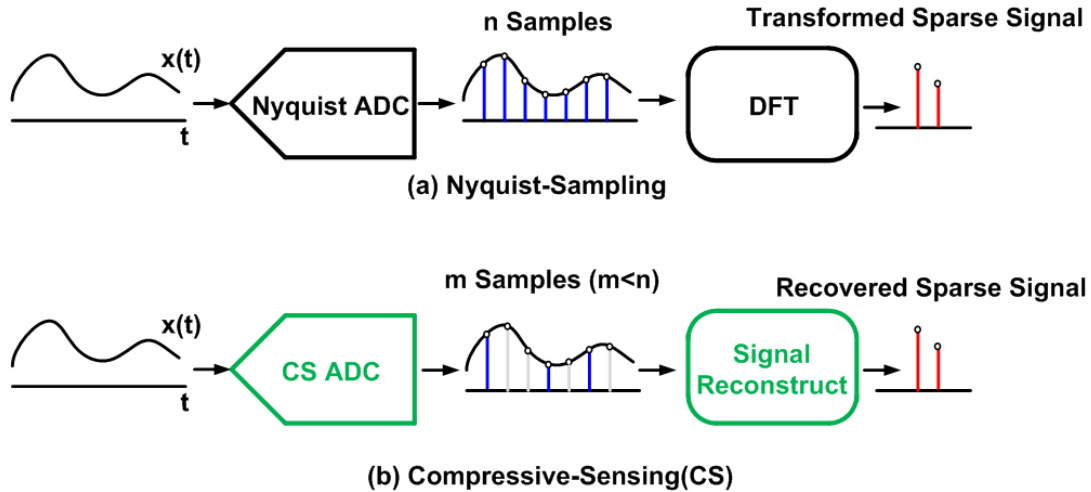 n Samples
Transformed Sparse Signal
x(t)
Nyquist ADC
DFT
t
(a) Nyquist-Sampling
m Samples (m<n)
Recovered Sparse Signal
x(t)
CS ADC
Signal
Reconstruct
t
(b) Compressive-Sensing(CS)